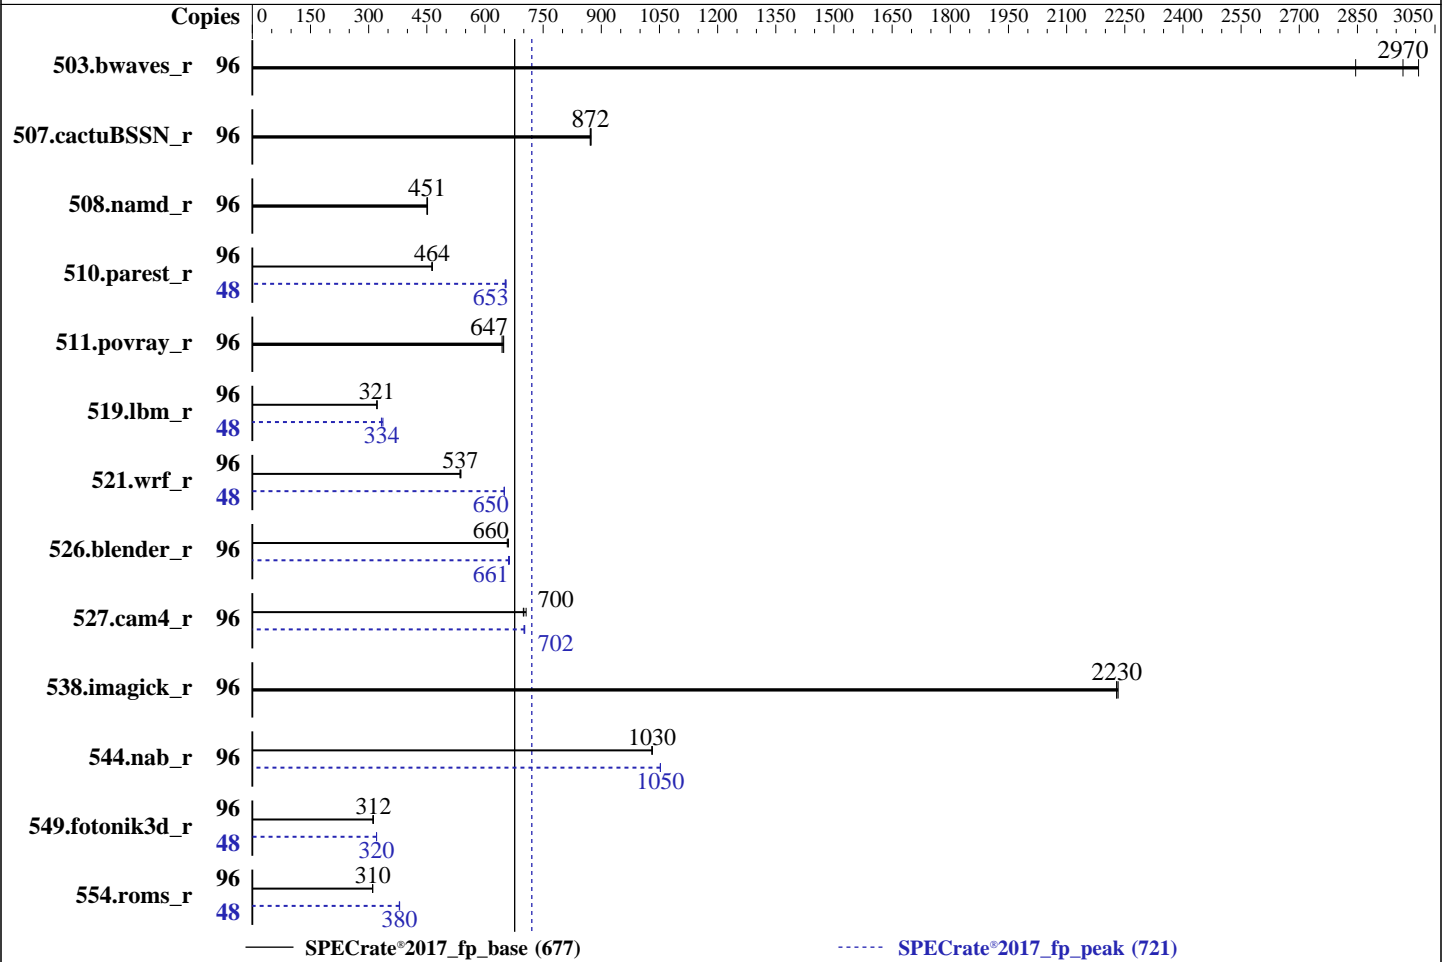 Copies 0 150 300 450 600 750 900 1050 1200 1350 1500 1650 1800 1950 2100 2250 2400 2550 2700 2850 3050
503.bwaves_r 96 2970
507.cactuBSSN_r 96 872
508.namd_r 96 451
510.parest_r 96 464
48 653
511.povray_r 96 647
519.lbm_r 96 321
48 334
521.wrf_r 96 537
48 650
526.blender_r 96 660
661
527.cam4_r 96 700
702
538.imagick_r 96 2230
544.nab_r 96 1030
1050
549.fotonik3d_r 96 312
48 320
554.roms_r 96 310
48 380
SPECrate®2017_fp_base (677) SPECrate®2017_fp_peak (721)